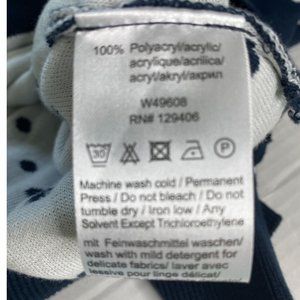 100% Polyacryl/acrylic/
acrylique/acrilica/
acryl/akryl/акрил
W49608
RN# 129406
30 P
Machine wash cold / Permanent
Press / Do not bleach / Do not
tumble dry / Iron low / Any
Solvent Except Trichloroethylene
mit Feinwaschmittel waschen/
wash with mild detergent for
delicate fabrics/ laver avec
lessive pour linge délicat/